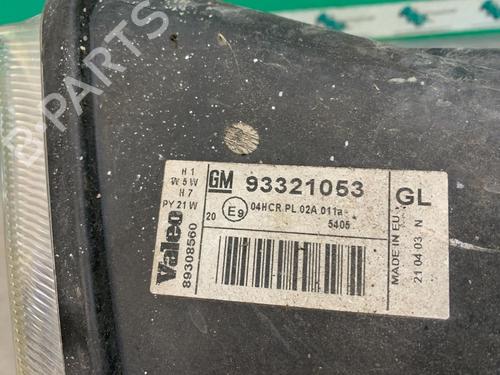 H 1
W 5 W
H 7
PY 21 W
GM 93321053
GL
20 E9 04HCR PL 02A 011a
5405
Valeo
89308560
MADE IN EU
21 04 03 N
B-PARTS